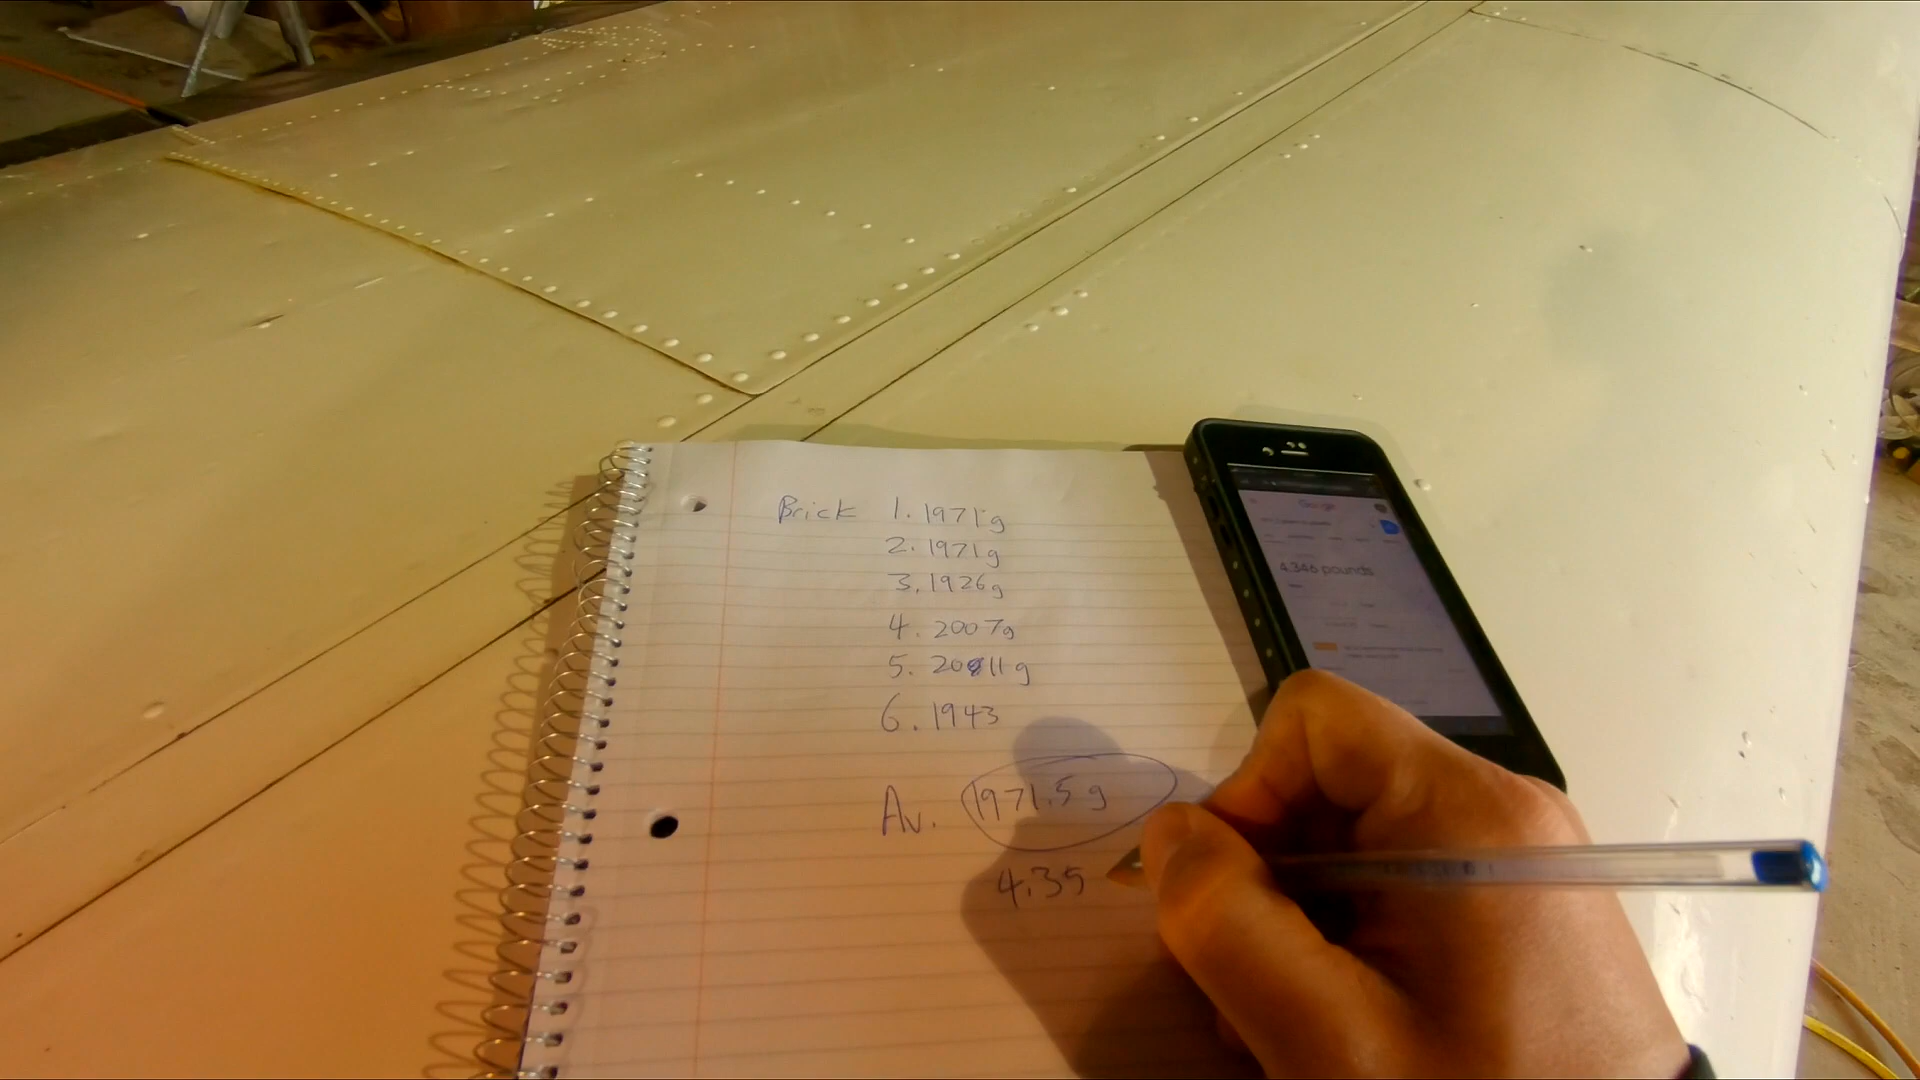 Brick 1. 1971g
2. 1971g
3. 1926g
4. 2007g
5. 2011g
6. 1943
Av. 1971.5g
4.35
Google
4.346 pounds